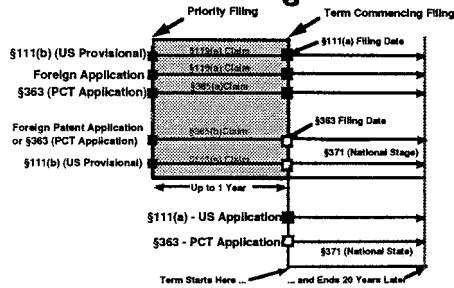 Priority Filing
Term Commencing Filing
§111(a) Filing Date
§111(b) (US Provisional)
§119(e) Claim
Foreign Application
§119(a) Claim
§363 (PCT Application)
§365(a) Claim
§363 Filing Date
Foreign Patent Application
or §363 (PCT Application)
§365(b) Claim
§371 (National Stage)
§111(b) (US Provisional)
Claim
Up to 1 Year
§111(a) - US Application
§363 - PCT Application
§371 (National State)
Term Starts Here ...
... and Ends 20 Years Later